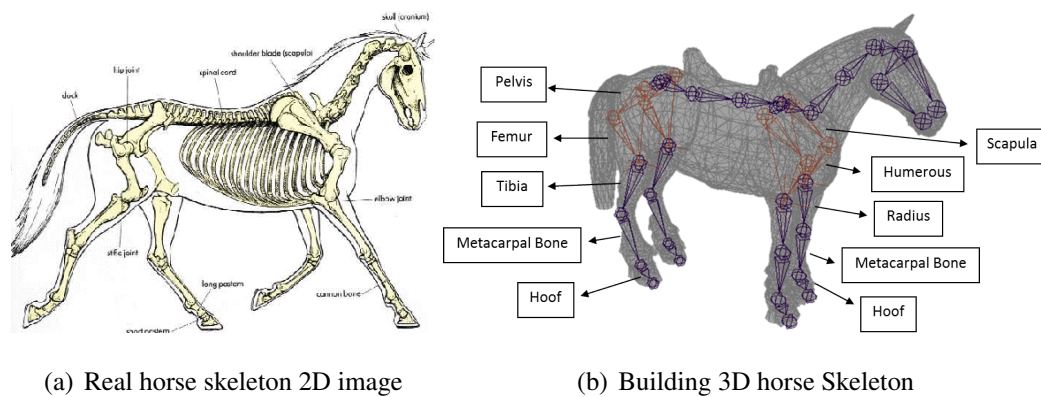 skull (cranium)
shoulder blade (scapula)
hip joint
spinal cord
dock
elbow joint
stifle joint
long pastern
cannon bone
Pelvis
Femur
Tibia
Metacarpal Bone
Hoof
Scapula
Humerous
Radius
Metacarpal Bone
Hoof
(a) Real horse skeleton 2D image
(b) Building 3D horse Skeleton